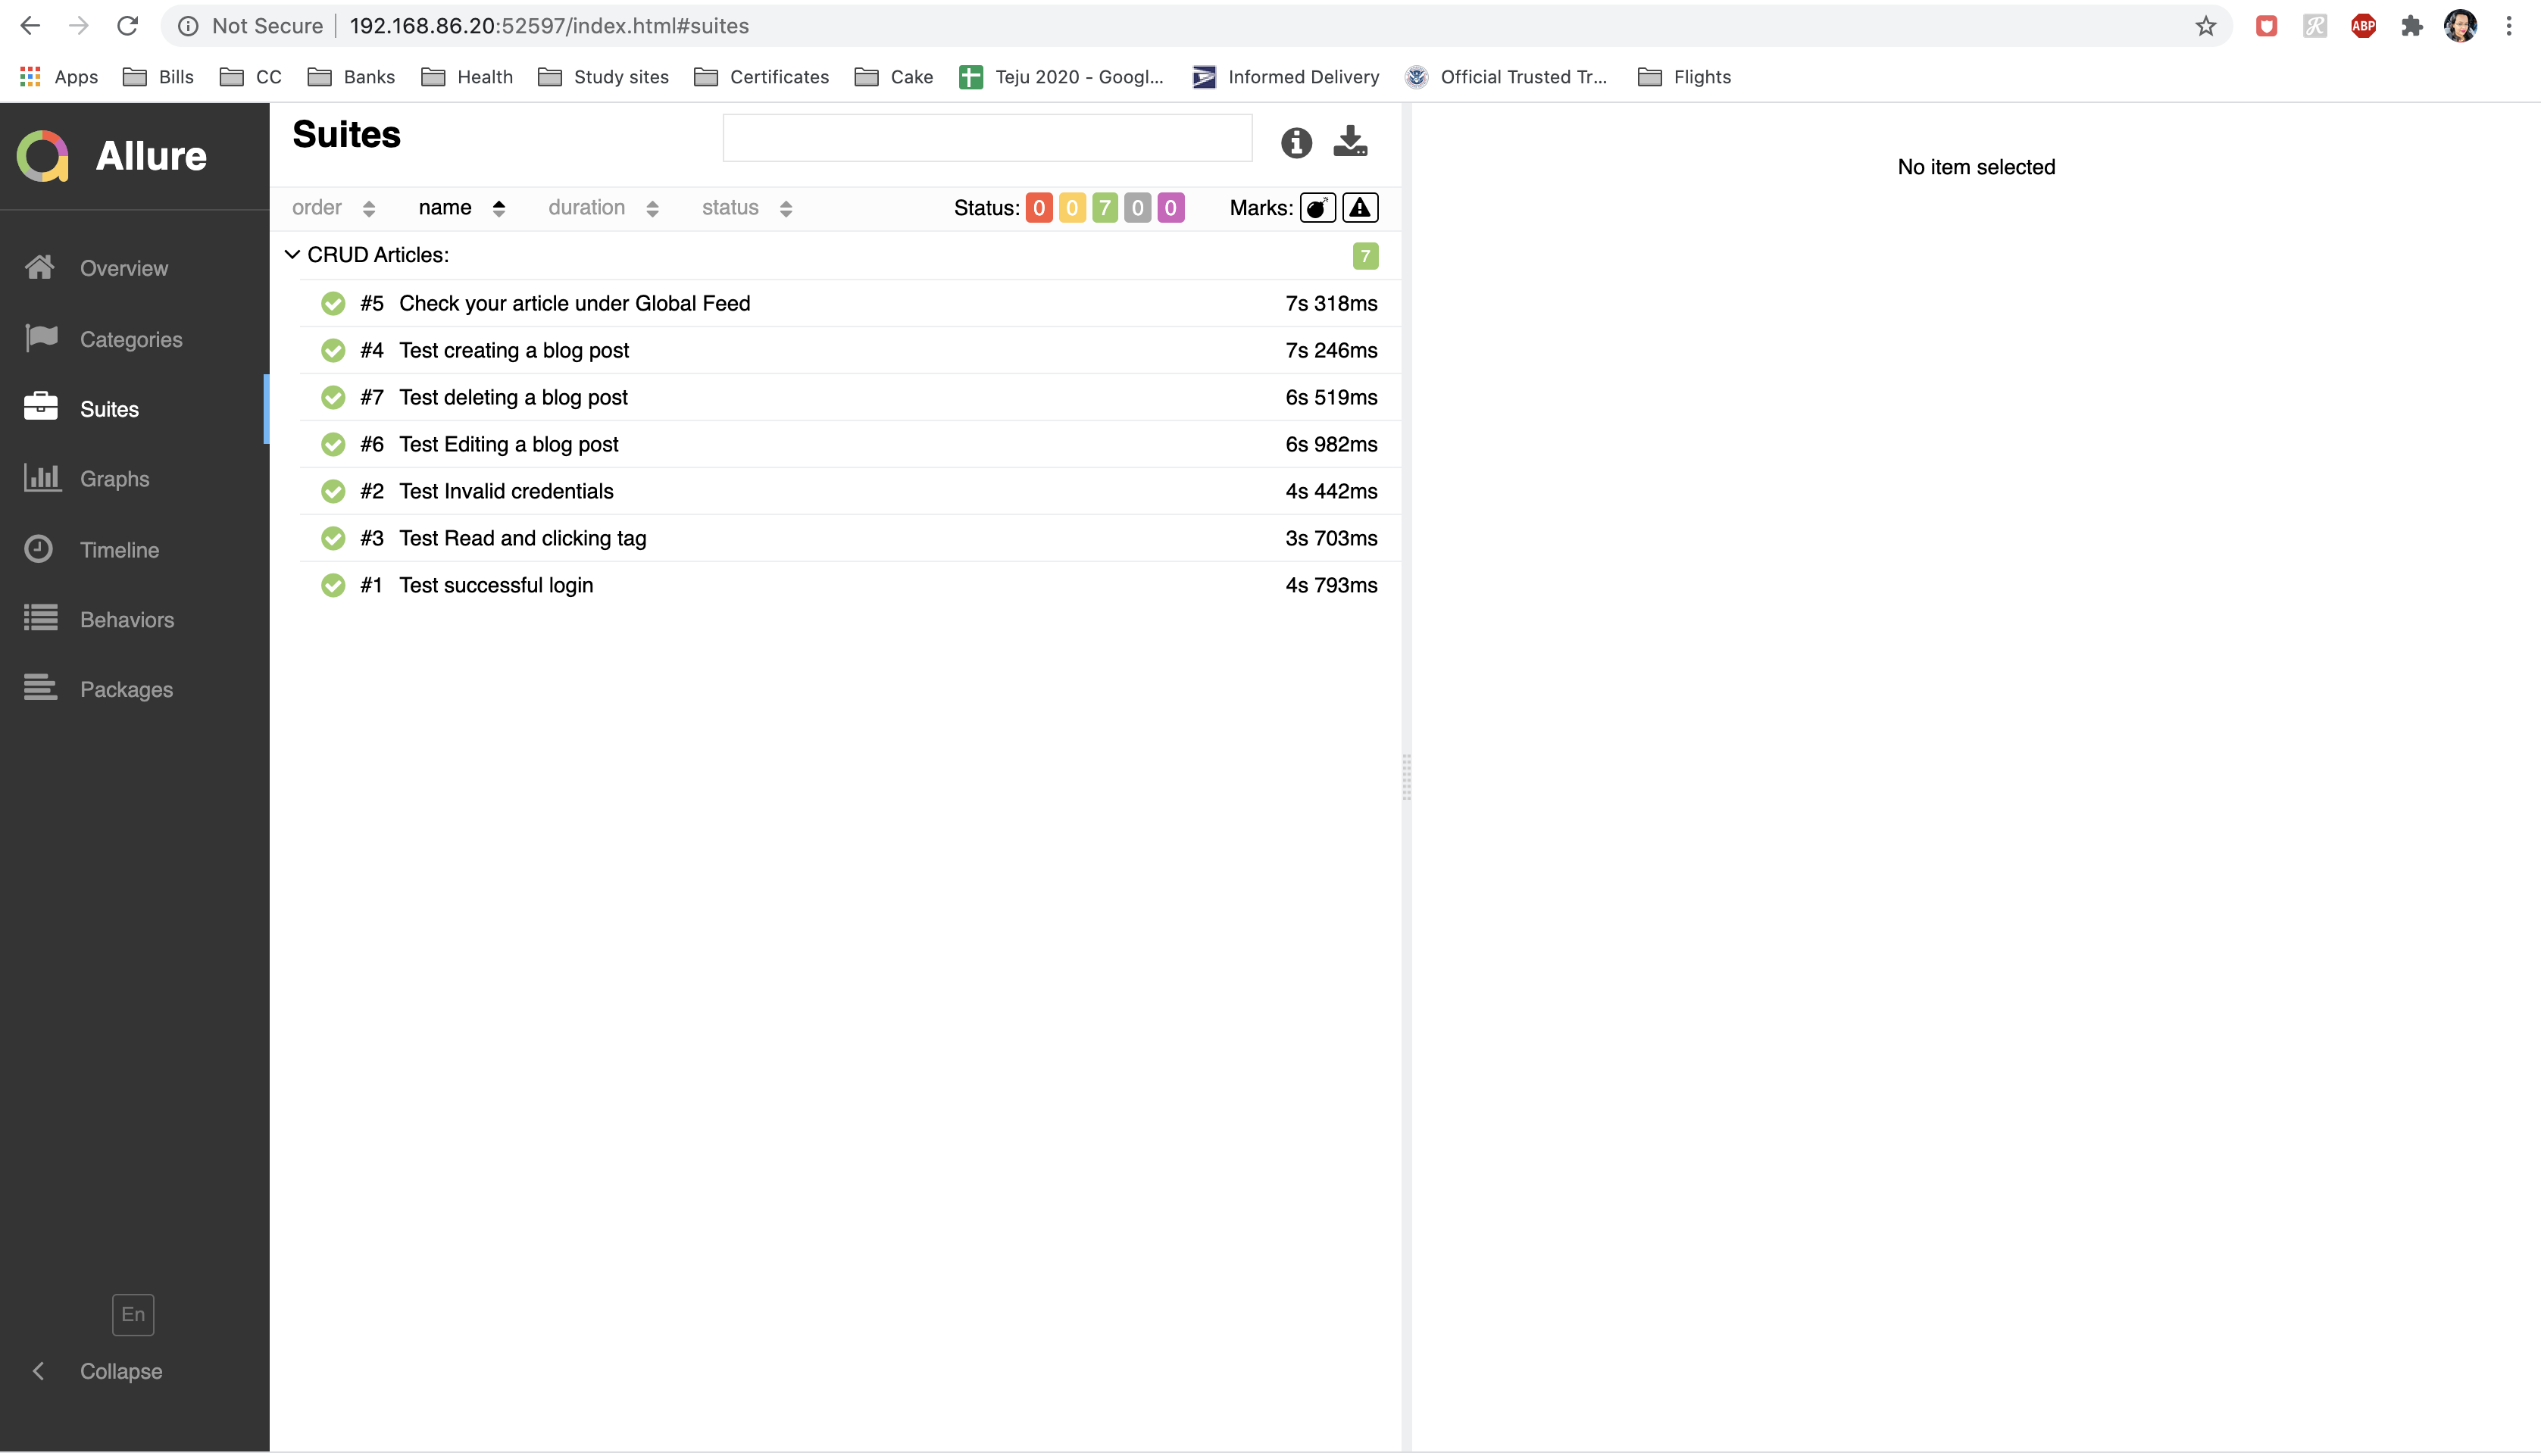 Not Secure 192.168.86.20:52597/index.html#suites
ABP
Apps Bills CC Banks Health Study sites Certificates Cake Teju 2020 - Googl... Informed Delivery Official Trusted Tr... Flights
Allure
Overview
Categories
Suites
Graphs
Timeline
Behaviors
Packages
En
Collapse
Suites
order name duration status Status: 0 0 7 0 0 Marks:
CRUD Articles: 7
#5 Check your article under Global Feed 7s 318ms
#4 Test creating a blog post 7s 246ms
#7 Test deleting a blog post 6s 519ms
#6 Test Editing a blog post 6s 982ms
#2 Test Invalid credentials 4s 442ms
#3 Test Read and clicking tag 3s 703ms
#1 Test successful login 4s 793ms
No item selected